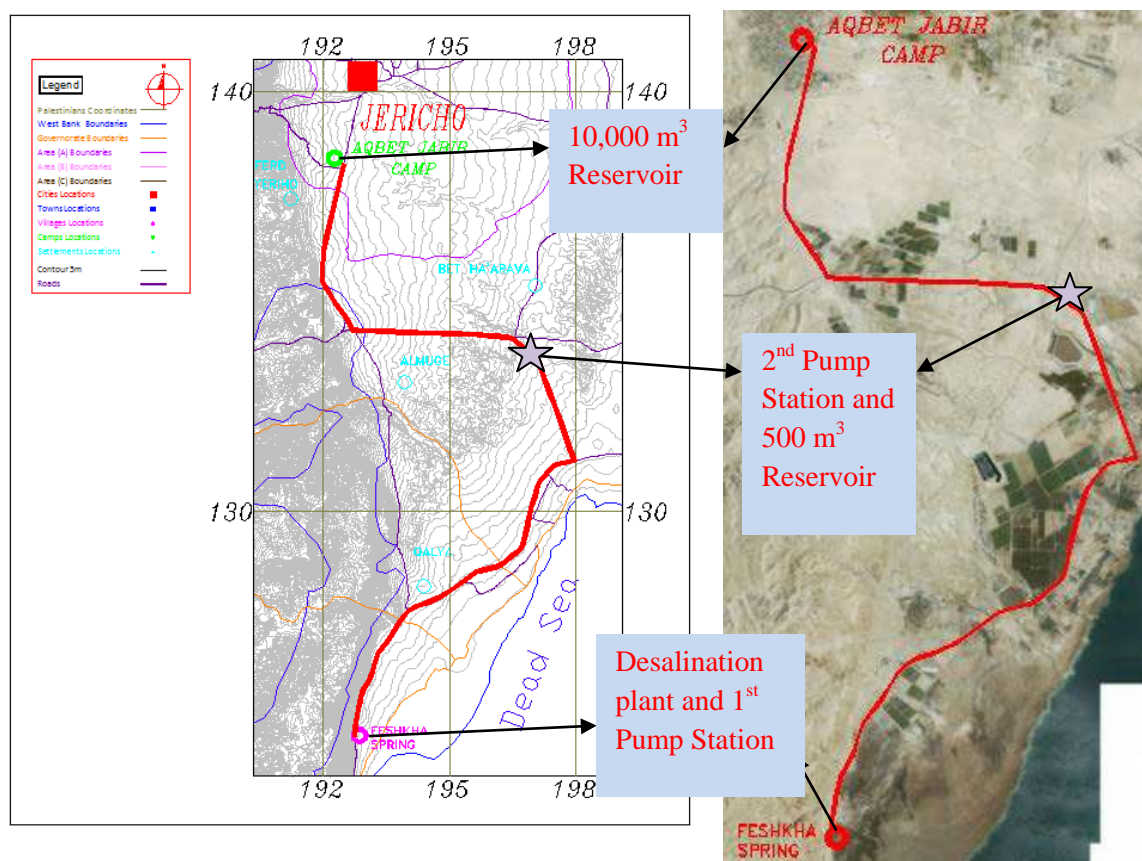 192
195
198
Legend
N
Palestinians Coordinates
West Bank Boundaries
Governorate Boundaries
Area (A) Boundaries
Area (B) Boundaries
Area (C) Boundaries
Cities Locations
Towns Locations
Villages Locations
Camps Locations
Settlements Locations
Contour 5m
Roads
140
140
JERICHO
AQBET JABIR
CAMP
BET HA'ARAVA
ALMUGE
130
130
Dead Sea
FESHKHA
SPRING
192
195
198
10,000 m³
Reservoir
2nd Pump
Station and
500 m³
Reservoir
Desalination
plant and 1st
Pump Station
AQBET JABIR
CAMP
FESHKHA
SPRING